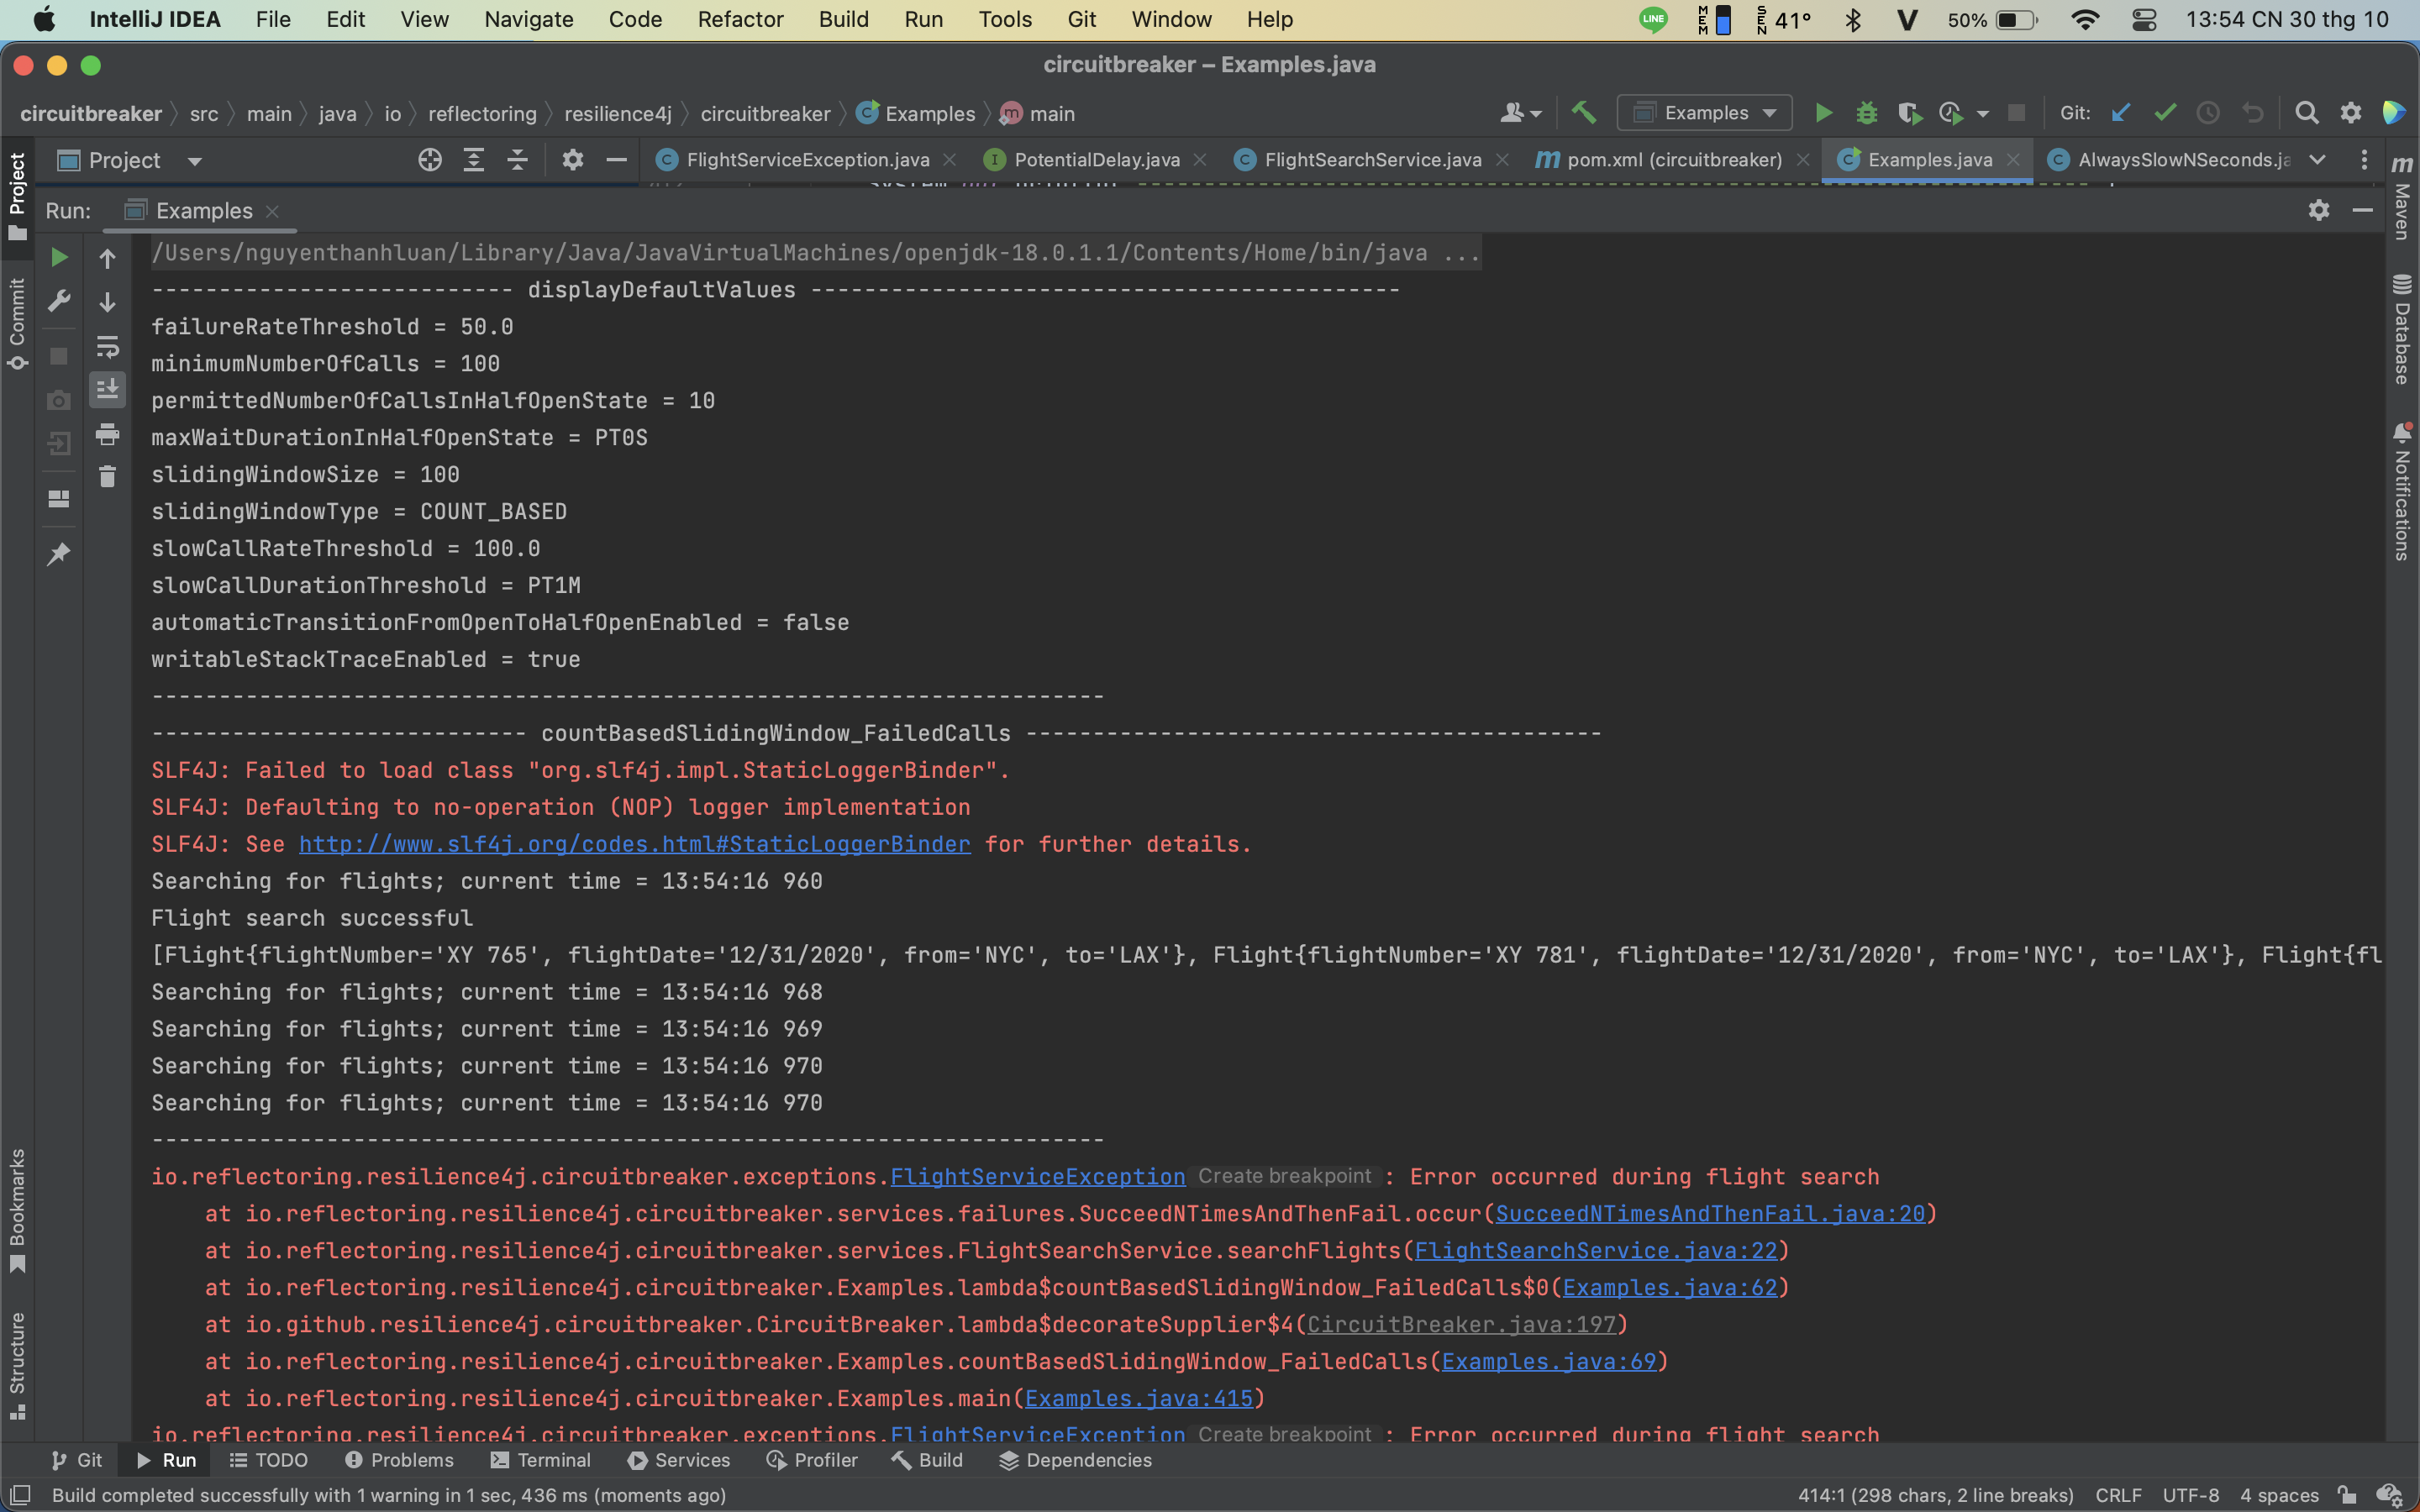 IntelliJ IDEA File Edit View Navigate Code Refactor Build Run Tools Git Window Help LINE MEM SEN 41° V 50% 13:54 CN 30 thg 10
circuitbreaker – Examples.java
circuitbreaker src main java io reflectoring resilience4j circuitbreaker Examples main Examples Git:
Project FlightServiceException.java PotentialDelay.java FlightSearchService.java pom.xml (circuitbreaker) Examples.java AlwaysSlowNSeconds.ja
Run: Examples
/Users/nguyenthanhluan/Library/Java/JavaVirtualMachines/openjdk-18.0.1.1/Contents/Home/bin/java ...
--------------------------- displayDefaultValues --------------------------------------------
failureRateThreshold = 50.0
minimumNumberOfCalls = 100
permittedNumberOfCallsInHalfOpenState = 10
maxWaitDurationInHalfOpenState = PT0S
slidingWindowSize = 100
slidingWindowType = COUNT_BASED
slowCallRateThreshold = 100.0
slowCallDurationThreshold = PT1M
automaticTransitionFromOpenToHalfOpenEnabled = false
writableStackTraceEnabled = true
-----------------------------------------------------------------------
---------------------------- countBasedSlidingWindow_FailedCalls -------------------------------------------
SLF4J: Failed to load class "org.slf4j.impl.StaticLoggerBinder".
SLF4J: Defaulting to no-operation (NOP) logger implementation
SLF4J: See http://www.slf4j.org/codes.html#StaticLoggerBinder for further details.
Searching for flights; current time = 13:54:16 960
Flight search successful
[Flight{flightNumber='XY 765', flightDate='12/31/2020', from='NYC', to='LAX'}, Flight{flightNumber='XY 781', flightDate='12/31/2020', from='NYC', to='LAX'}, Flight{fl
Searching for flights; current time = 13:54:16 968
Searching for flights; current time = 13:54:16 969
Searching for flights; current time = 13:54:16 970
Searching for flights; current time = 13:54:16 970
-----------------------------------------------------------------------
io.reflectoring.resilience4j.circuitbreaker.exceptions.FlightServiceException Create breakpoint : Error occurred during flight search
at io.reflectoring.resilience4j.circuitbreaker.services.failures.SucceedNTimesAndThenFail.occur(SucceedNTimesAndThenFail.java:20)
at io.reflectoring.resilience4j.circuitbreaker.services.FlightSearchService.searchFlights(FlightSearchService.java:22)
at io.reflectoring.resilience4j.circuitbreaker.Examples.lambda$countBasedSlidingWindow_FailedCalls$0(Examples.java:62)
at io.github.resilience4j.circuitbreaker.CircuitBreaker.lambda$decorateSupplier$4(CircuitBreaker.java:197)
at io.reflectoring.resilience4j.circuitbreaker.Examples.countBasedSlidingWindow_FailedCalls(Examples.java:69)
at io.reflectoring.resilience4j.circuitbreaker.Examples.main(Examples.java:415)
io.reflectoring.resilience4j.circuitbreaker.exceptions.FlightServiceException Create breakpoint : Error occurred during flight search
Project
Commit
Bookmarks
Structure
Maven
Database
Notifications
Git Run TODO Problems Terminal Services Profiler Build Dependencies
Build completed successfully with 1 warning in 1 sec, 436 ms (moments ago) 414:1 (298 chars, 2 line breaks) CRLF UTF-8 4 spaces